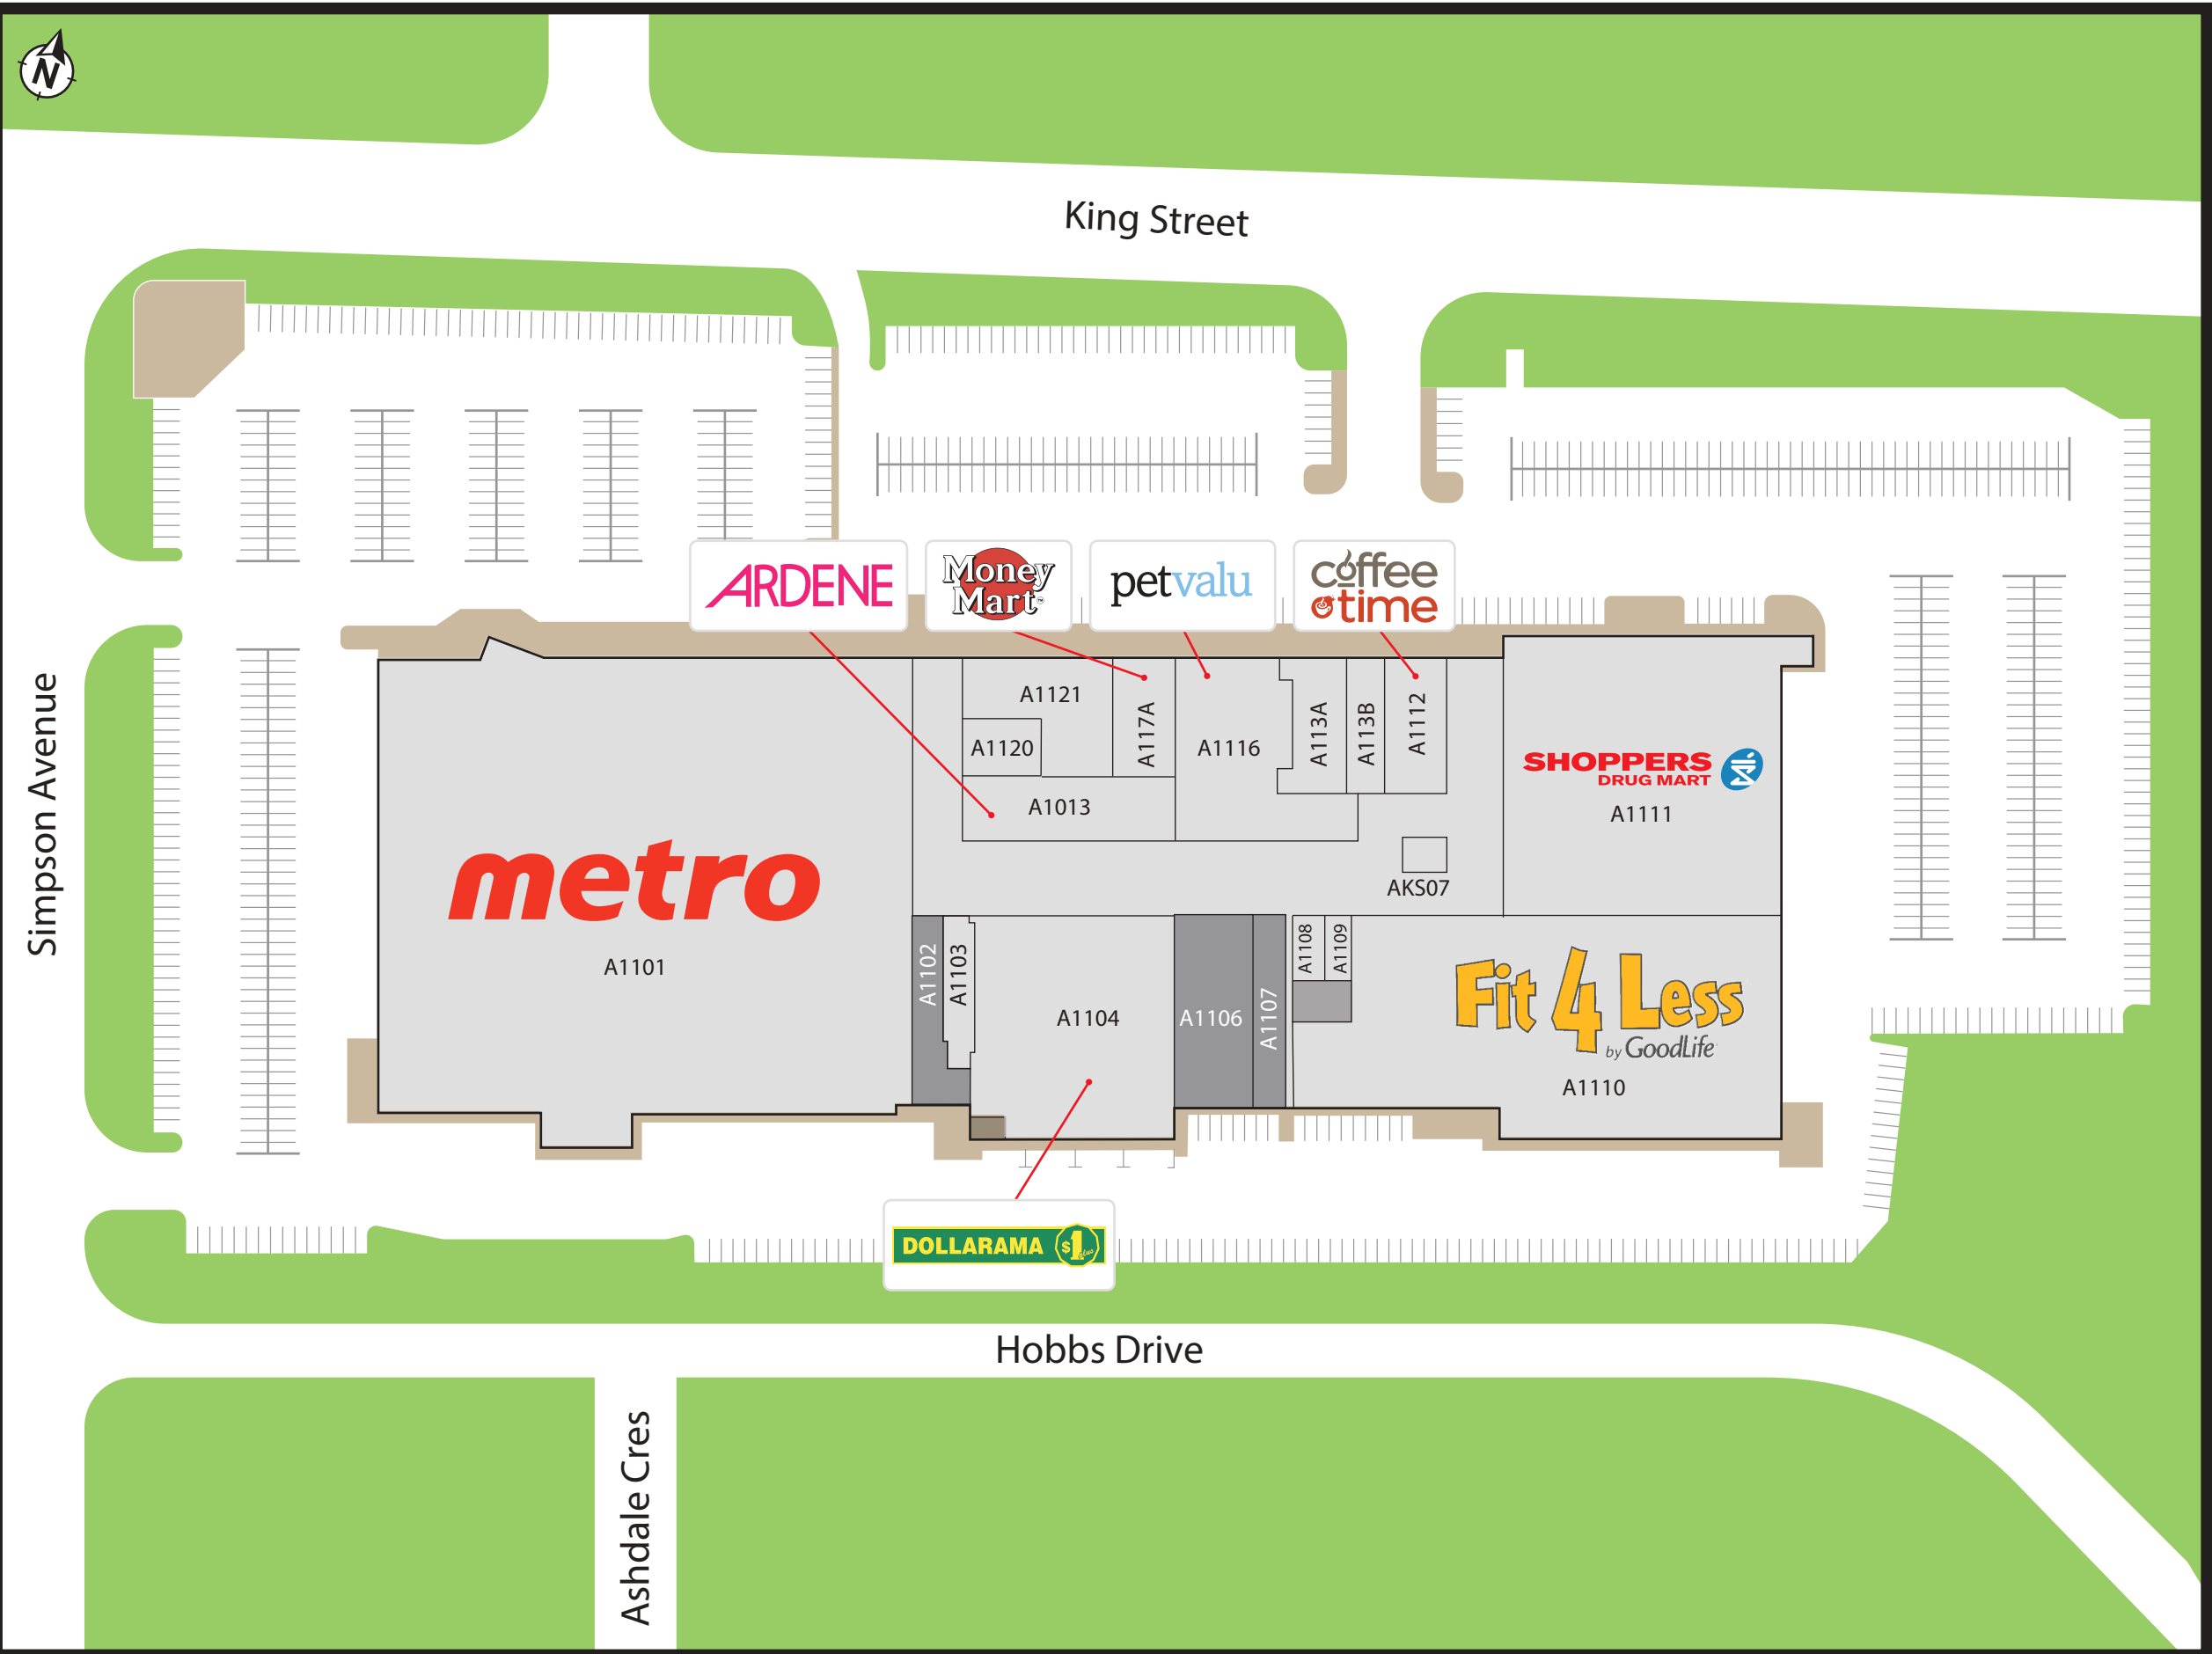 N
King Street
Simpson Avenue
ARDENE
Money
Mart
petvalu
coffee
time
A1121
A1120
A1117A
A1013
A1116
A113A
A113B
A1112
SHOPPERS
DRUG MART
A1111
AKS07
metro
A1101
A1102
A1103
A1104
A1106
A1107
A1108
A1109
Fit 4 Less
by GoodLife
A1110
DOLLARAMA $1 plus
Hobbs Drive
Ashdale Cres